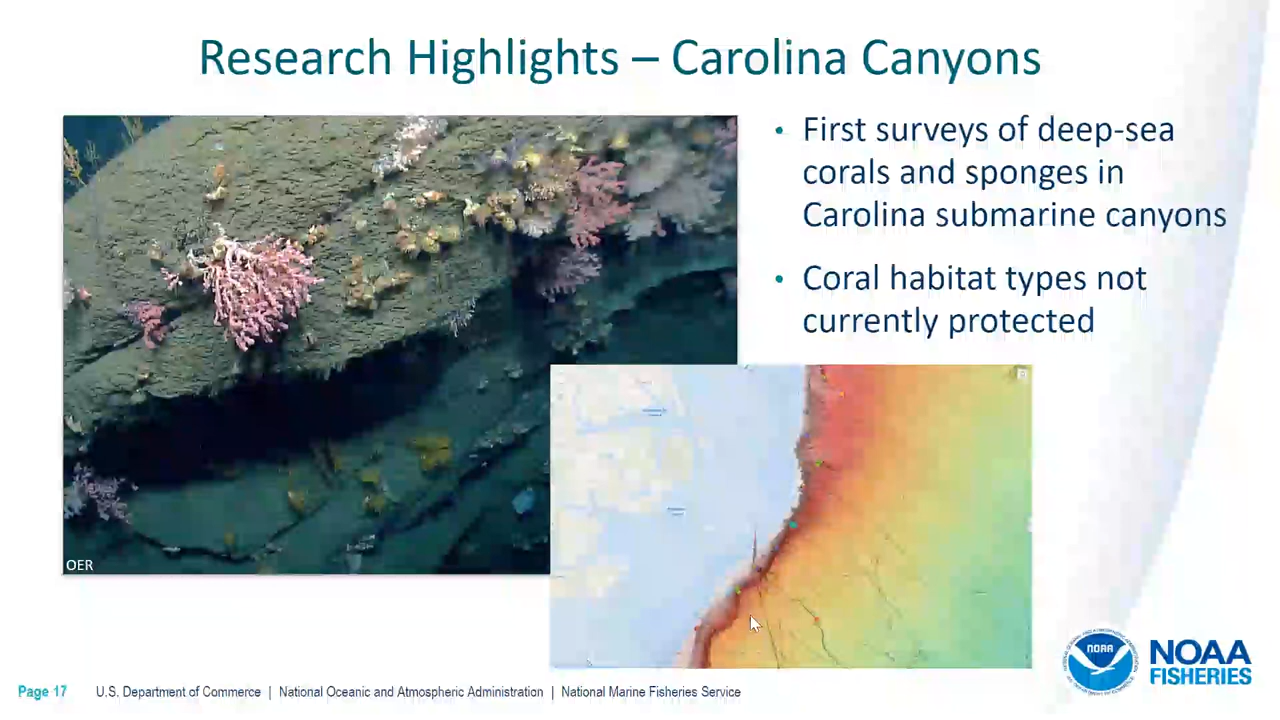 Research Highlights – Carolina Canyons
• First surveys of deep-sea
corals and sponges in
Carolina submarine canyons
• Coral habitat types not
currently protected
OER
NOAA
NOAA
FISHERIES
Page 17 U.S. Department of Commerce | National Oceanic and Atmospheric Administration | National Marine Fisheries Service